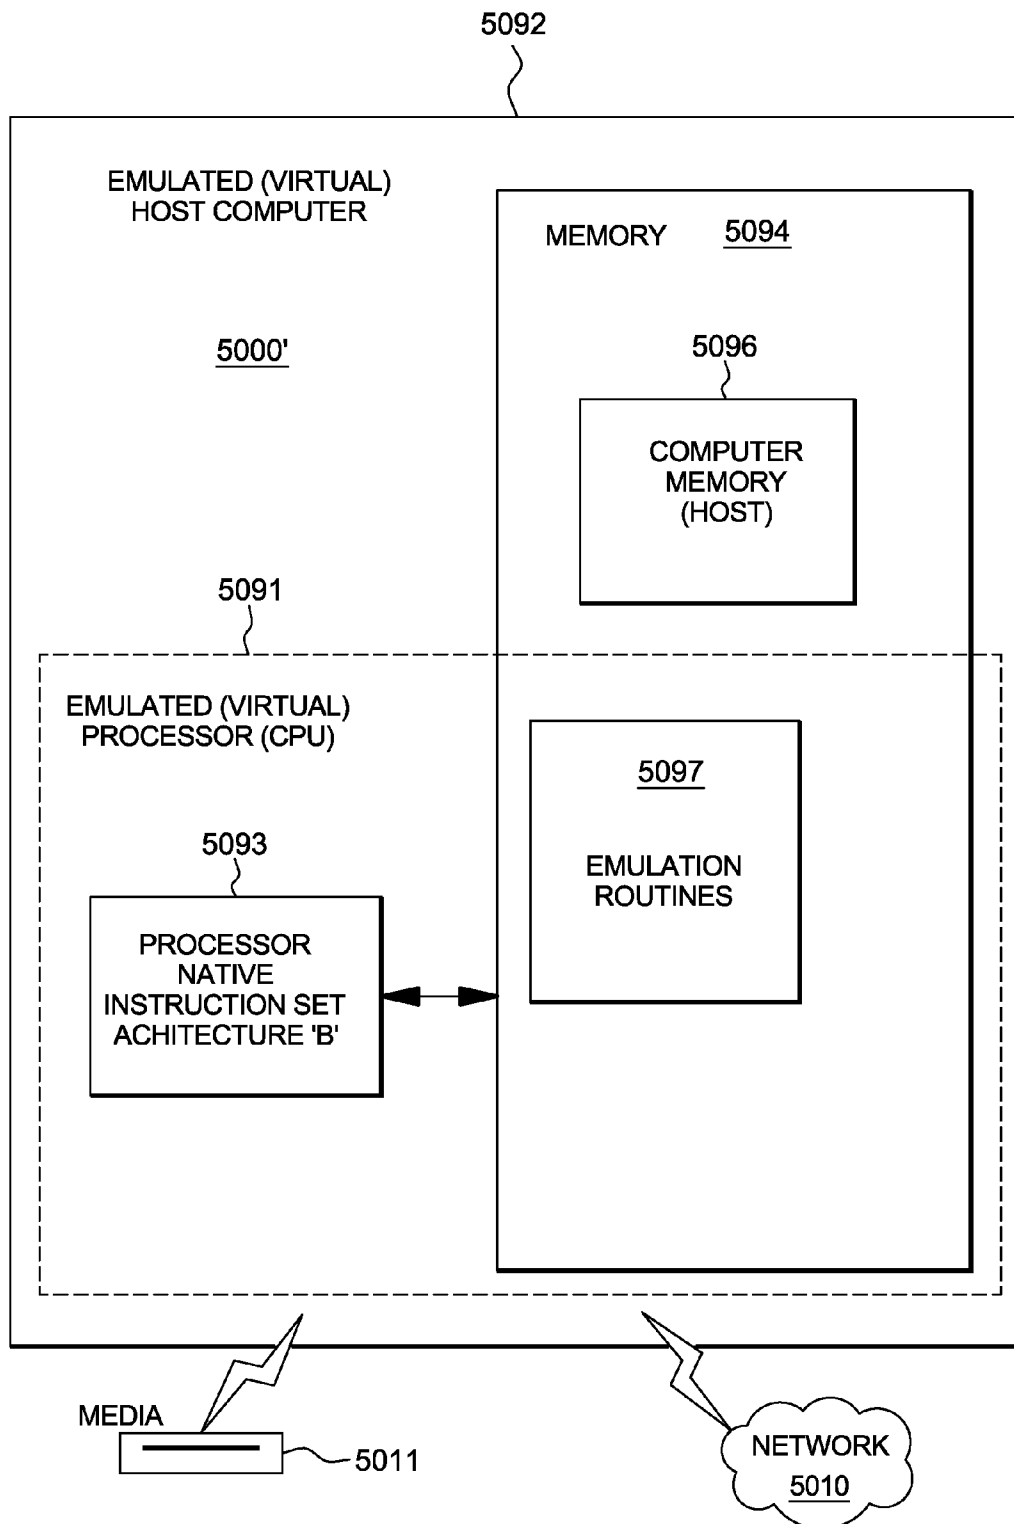 5092
EMULATED (VIRTUAL)
HOST COMPUTER
MEMORY 5094
5000'
5096
COMPUTER
MEMORY
(HOST)
5091
EMULATED (VIRTUAL)
PROCESSOR (CPU)
5097
EMULATION
ROUTINES
5093
PROCESSOR
NATIVE
INSTRUCTION SET
ACHITECTURE 'B'
MEDIA
5011
NETWORK
5010